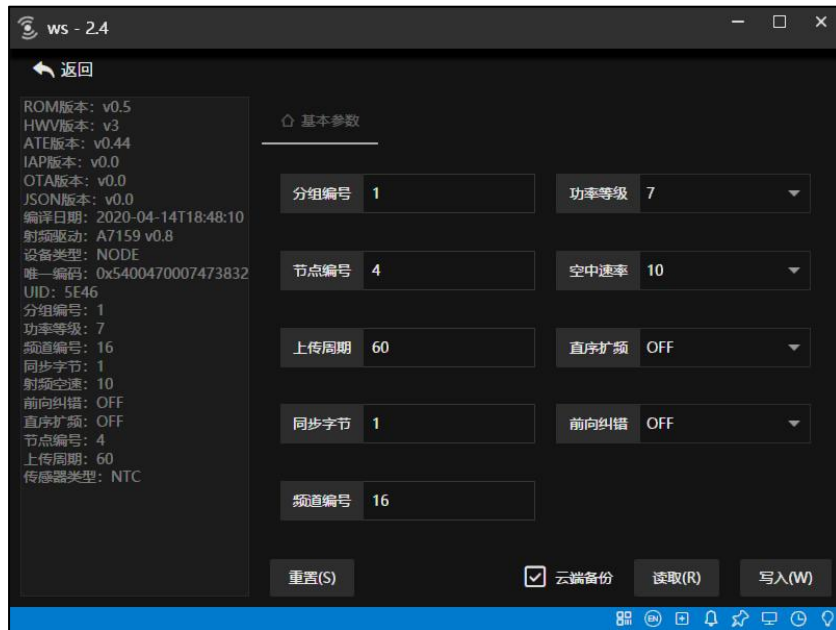 ws - 2.4
返回
ROM版本：v0.5
HWV版本：v3
ATE版本：v0.44
IAP版本：v0.0
OTA版本：v0.0
JSON版本：v0.0
编译日期：2020-04-14T18:48:10
射频驱动：A7159 v0.8
设备类型：NODE
唯一编码：0x5400470007473832
UID：5E46
分组编号：1
功率等级：7
频道编号：16
同步字节：1
射频空速：10
前向纠错：OFF
直序扩频：OFF
节点编号：4
上传周期：60
传感器类型：NTC
基本参数
分组编号 1 功率等级 7
节点编号 4 空中速率 10
上传周期 60 直序扩频 OFF
同步字节 1 前向纠错 OFF
频道编号 16
重置(S) 云端备份 读取(R) 写入(W)
EN